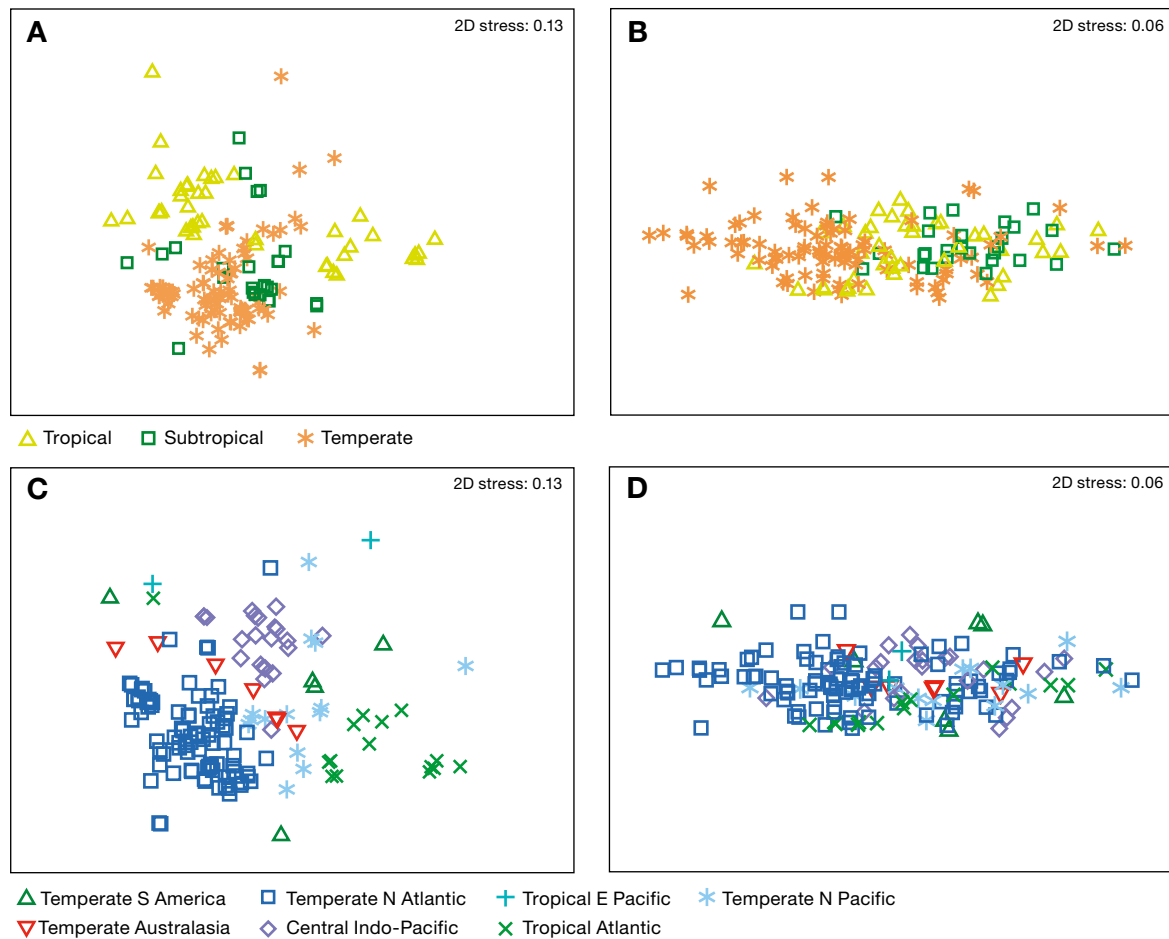 A
2D stress: 0.13
B
2D stress: 0.06
Tropical Subtropical Temperate
C
2D stress: 0.13
D
2D stress: 0.06
Temperate S America Temperate N Atlantic Tropical E Pacific Temperate N Pacific
Temperate Australasia Central Indo-Pacific Tropical Atlantic